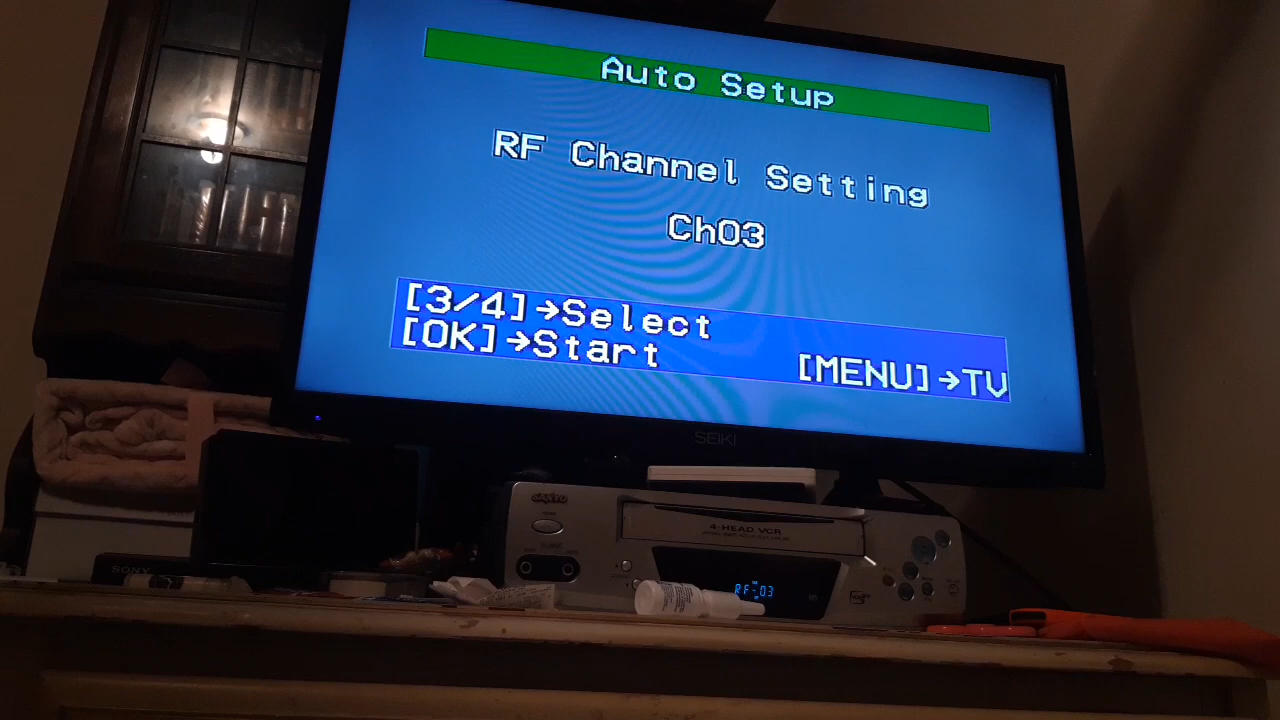 Auto Setup
RF Channel Setting
Ch03
[3/4]→Select
[OK]→Start
[MENU]→TV
SEIKI
SANYO
4-HEAD VCR
RF-03
SONY